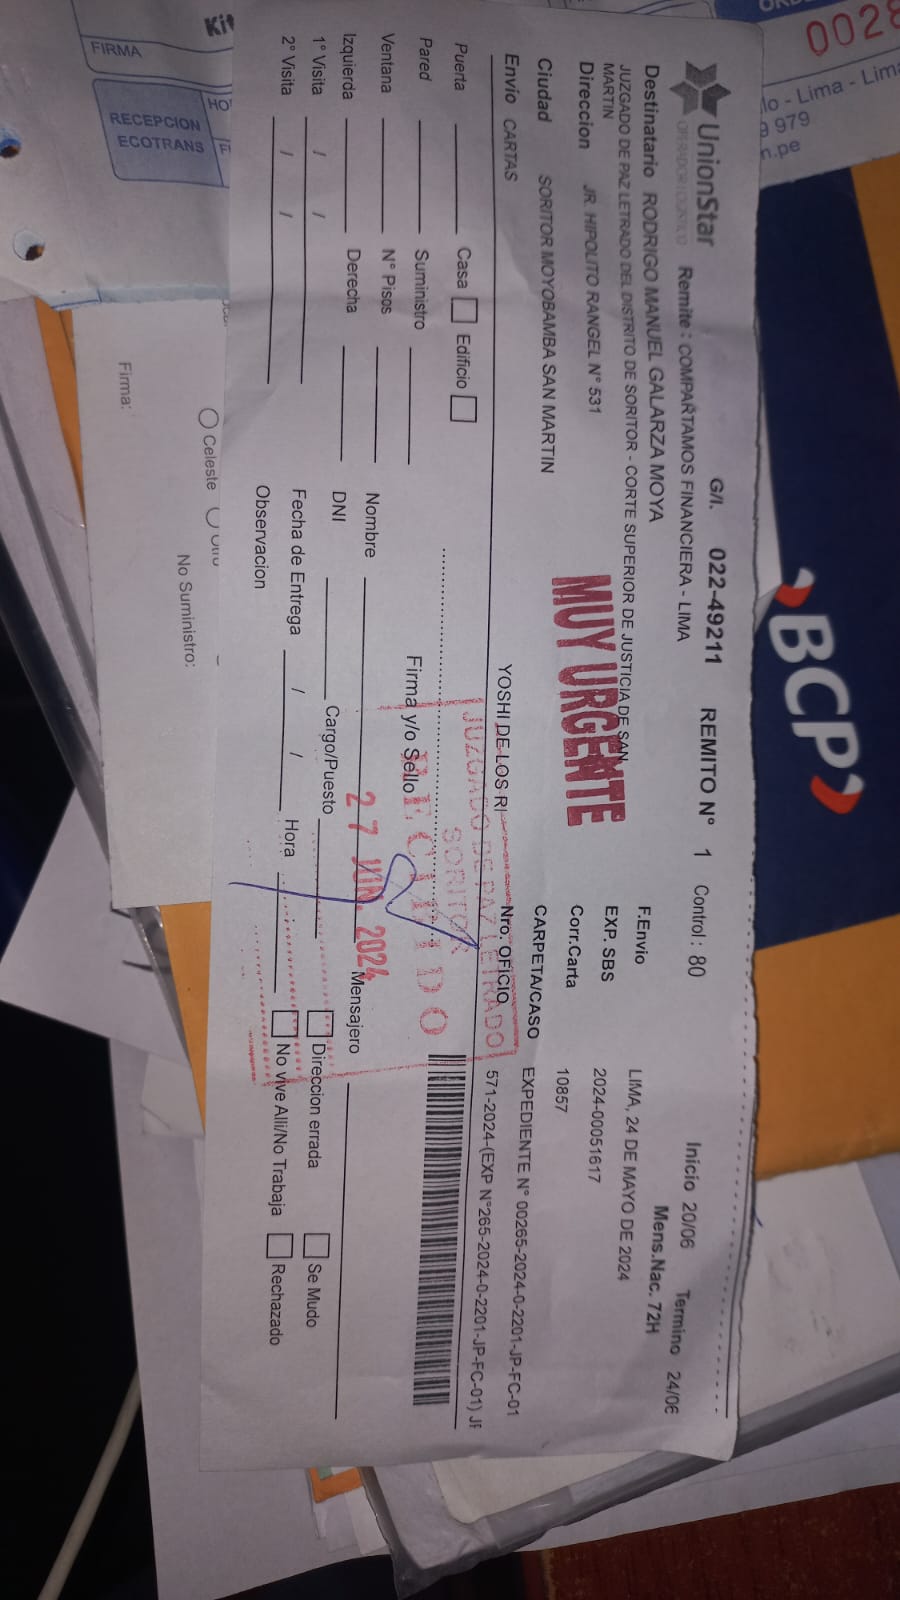 UnionStar
OPERADOR LOGISTICO
Remite : COMPARTAMOS FINANCIERA - LIMA
G/I. 022-49211 REMITO N° 1 Control : 80
Inicio 20/06 Termino 24/06
Mens.Nac. 72H
Destinatario RODRIGO MANUEL GALARZA MOYA
JUZGADO DE PAZ LETRADO DEL DISTRITO DE SORITOR - CORTE SUPERIOR DE JUSTICIA DE SAN
MARTIN
Direccion JR. HIPOLITO RANGEL N° 531
Ciudad SORITOR MOYOBAMBA SAN MARTIN
Envio CARTAS
MUY URGENTE
F.Envio LIMA, 24 DE MAYO DE 2024
EXP. SBS 2024-00051617
Corr.Carta 10857
CARPETA/CASO EXPEDIENTE N° 00265-2024-0-2201-JP-FC-01
YOSHI DE LOS RI
Nro. OFICIO 571-2024-(EXP N°265-2024-0-2201-JP-FC-01) JF
JUZGADO DE PAZ LETRADO
SORITOR
RECIBIDO
27 JUN. 2024
Puerta Casa Edificio
Pared Suministro
Ventana N° Pisos
Izquierda Derecha
1° Visita / /
2° Visita / /
Firma y/o Sello
Nombre
DNI Cargo/Puesto
Fecha de Entrega / / Hora
Observacion
Mensajero
Direccion errada Se Mudo
No Vive Alli/No Trabaja Rechazado
BCP
0028
lo - Lima - Lima
979
n.pe
Kit
FIRMA
RECEPCION
ECOTRANS
HO
F
Firma:
Celeste Otro
No Suministro: